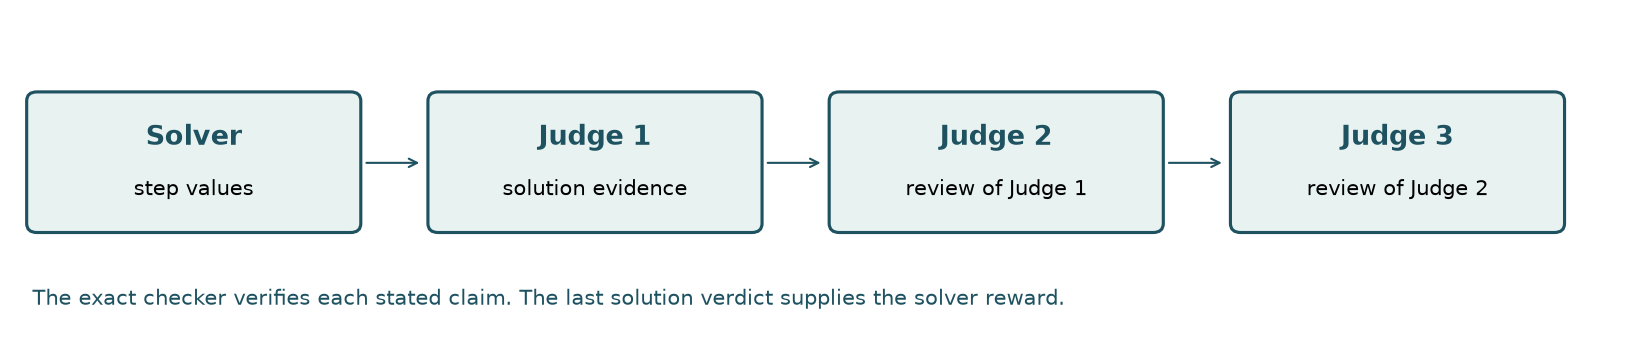 Solver
step values
Judge 1
solution evidence
Judge 2
review of Judge 1
Judge 3
review of Judge 2
The exact checker verifies each stated claim. The last solution verdict supplies the solver reward.